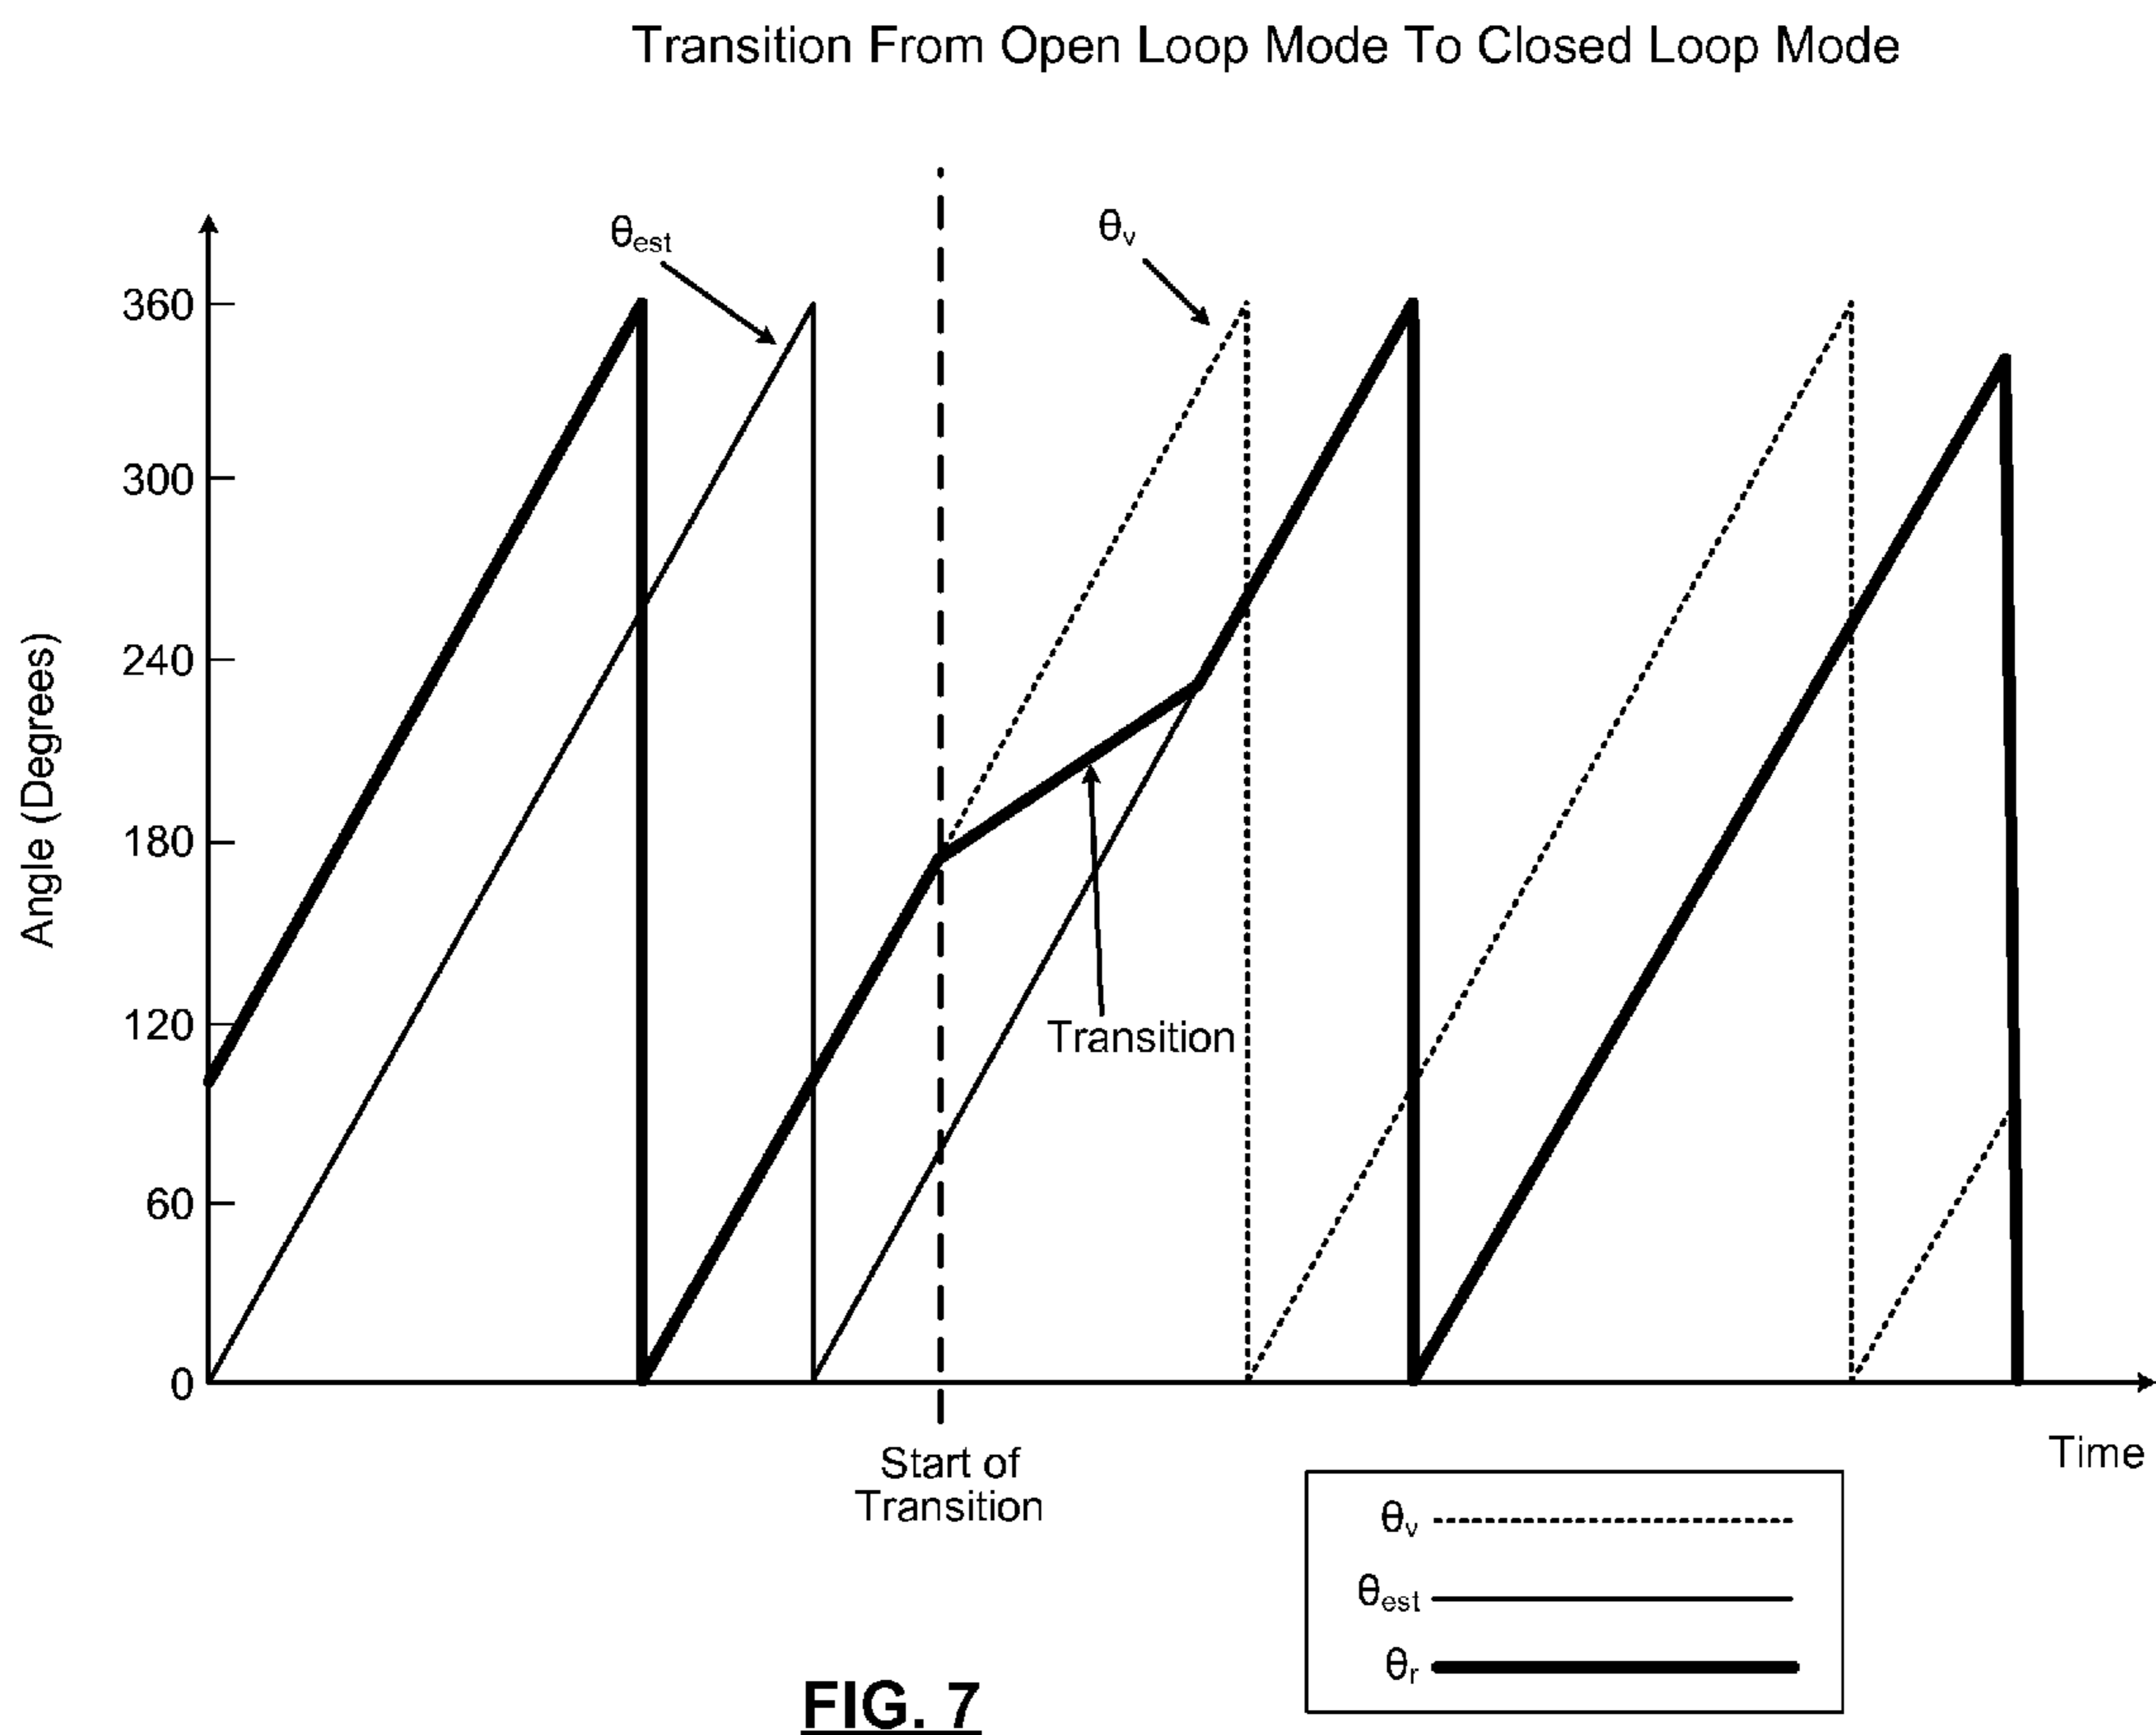 Transition From Open Loop Mode To Closed Loop Mode
θest
θv
360
300
240
180
120
60
0
Angle (Degrees)
Transition
Start of
Transition
Time
θv
θest
θr
FIG. 7